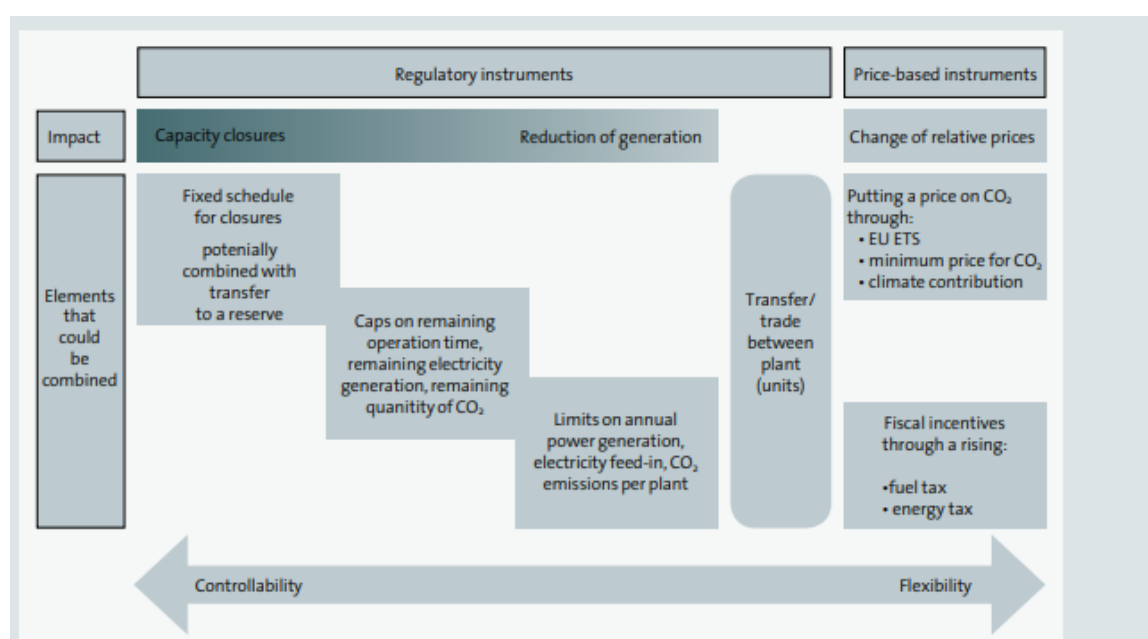 Regulatory instruments
Price-based instruments
Impact
Capacity closures
Reduction of generation
Change of relative prices
Elements
that
could
be
combined
Fixed schedule
for closures
potenially
combined with
transfer
to a reserve
Caps on remaining
operation time,
remaining electricity
generation, remaining
quanitity of CO₂
Limits on annual
power generation,
electricity feed-in, CO₂
emissions per plant
Transfer/
trade
between
plant
(units)
Putting a price on CO₂
through:
• EU ETS
• minimum price for CO₂
• climate contribution
Fiscal incentives
through a rising:
•fuel tax
• energy tax
Controllability
Flexibility